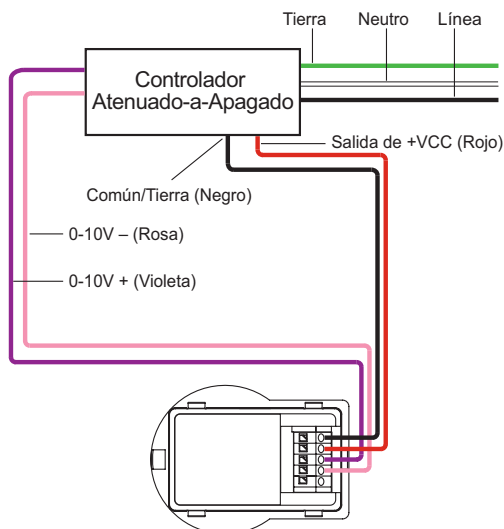 Tierra
Neutro
Línea
Controlador
Atenuado-a-Apagado
Salida de +VCC (Rojo)
Común/Tierra (Negro)
0-10V – (Rosa)
0-10V + (Violeta)